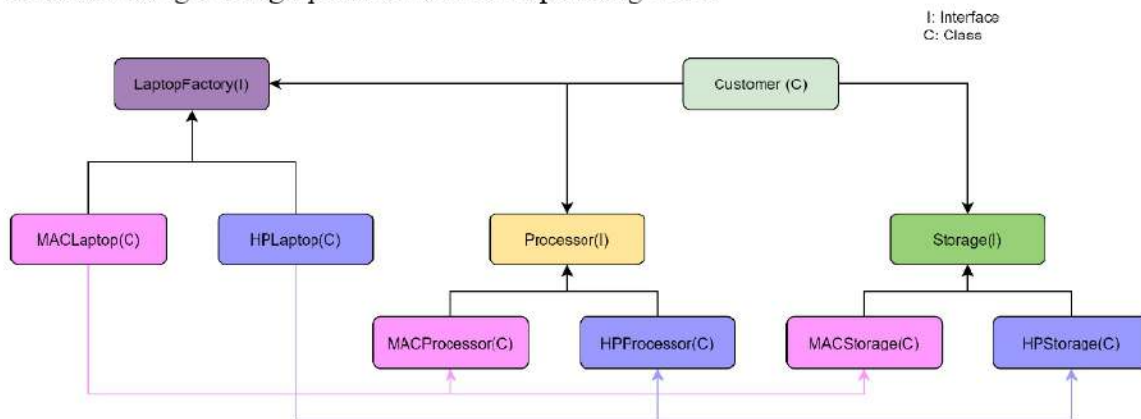 I: Interface
C: Class
LaptopFactory(I)
Customer (C)
MACLaptop(C)
HPLaptop(C)
Processor(I)
Storage(I)
MACProcessor(C)
HPProcessor(C)
MACStorage(C)
HPStorage(C)